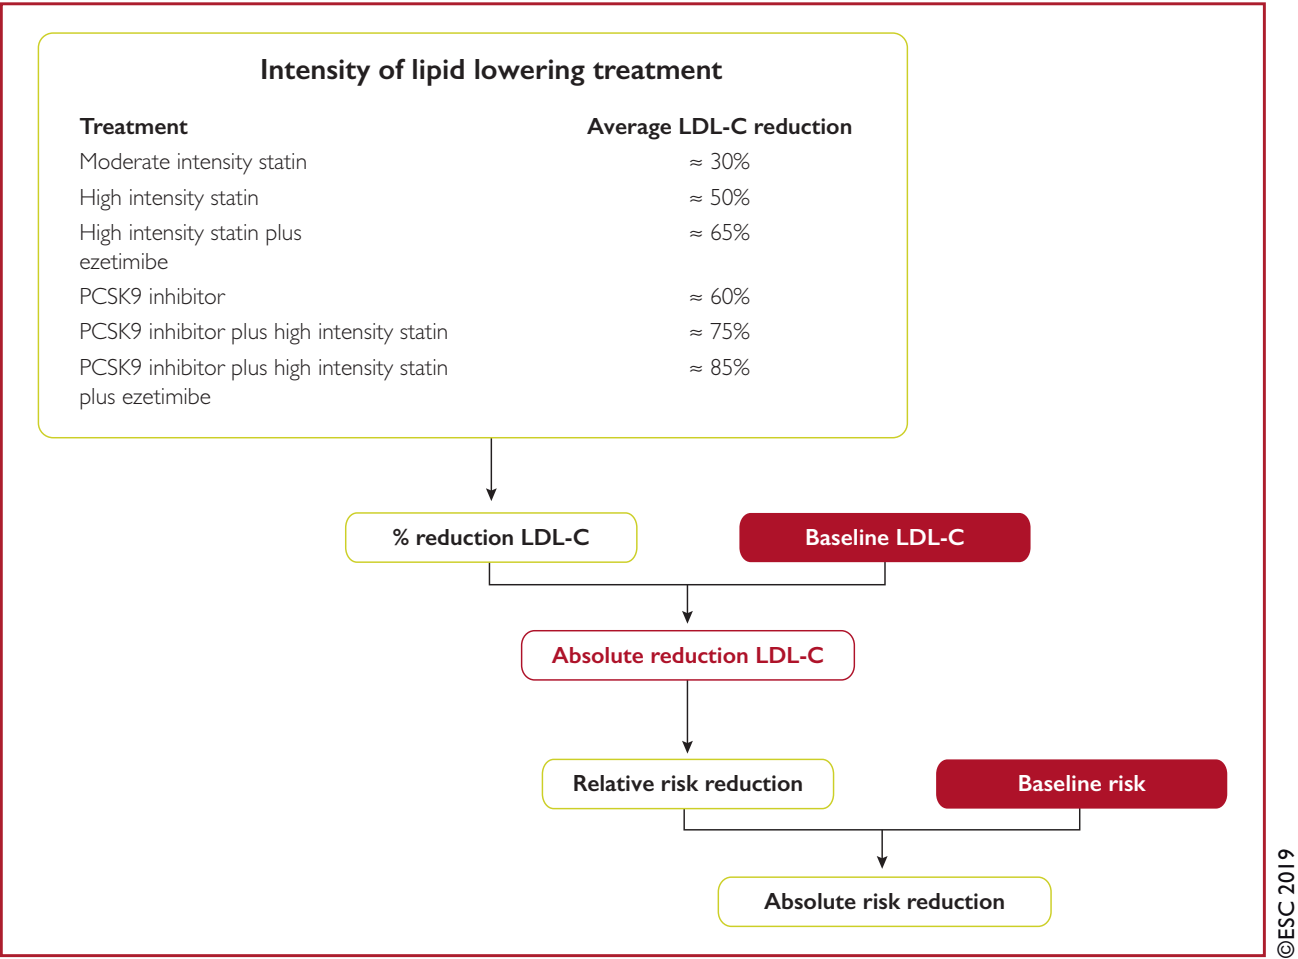 Intensity of lipid lowering treatment
Treatment Average LDL-C reduction
Moderate intensity statin ≈ 30%
High intensity statin ≈ 50%
High intensity statin plus ≈ 65%
ezetimibe
PCSK9 inhibitor ≈ 60%
PCSK9 inhibitor plus high intensity statin ≈ 75%
PCSK9 inhibitor plus high intensity statin ≈ 85%
plus ezetimibe
% reduction LDL-C
Baseline LDL-C
Absolute reduction LDL-C
Relative risk reduction
Baseline risk
Absolute risk reduction
©ESC 2019